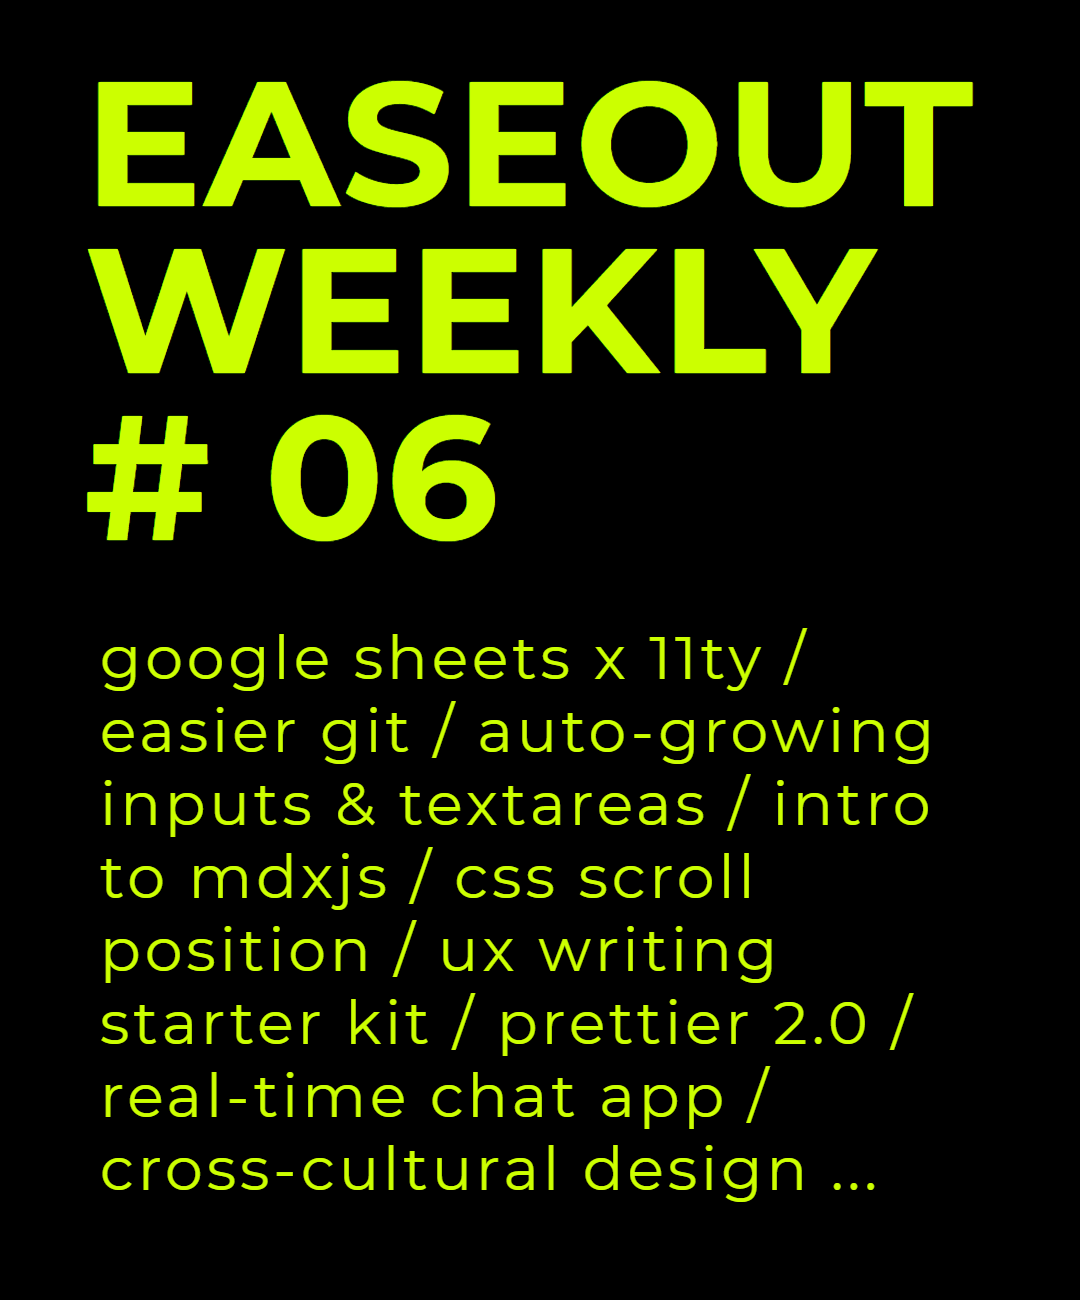 EASEOUT
WEEKLY
# 06
google sheets x 11ty /
easier git / auto-growing
inputs & textareas / intro
to mdxjs / css scroll
position / ux writing
starter kit / prettier 2.0 /
real-time chat app /
cross-cultural design ...